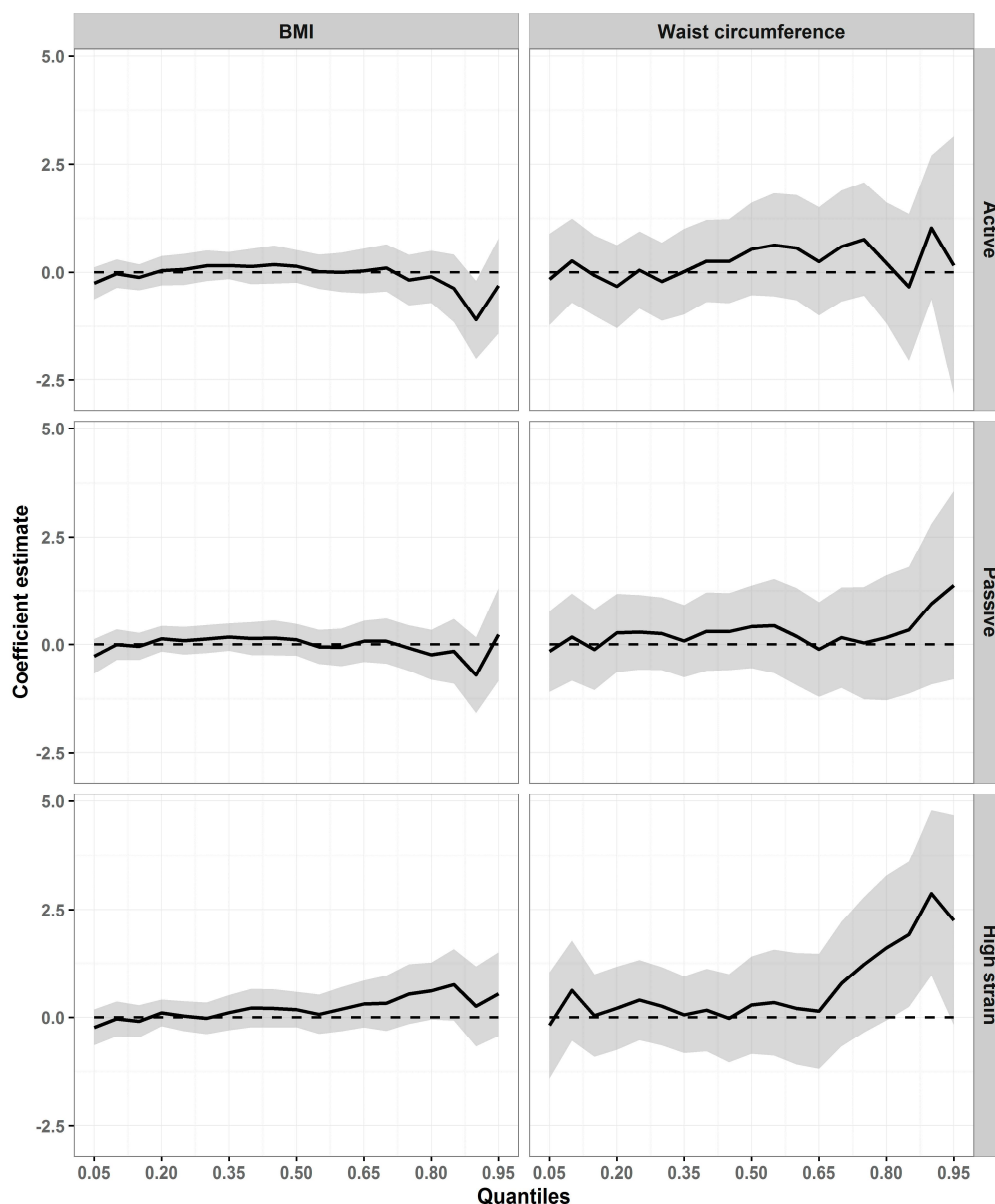 BMI Waist circumference
5.0
2.5
0.0
-2.5
Active
5.0
2.5
0.0
-2.5
Passive
5.0
2.5
0.0
-2.5
High strain
Coefficient estimate
0.05 0.20 0.35 0.50 0.65 0.80 0.95 0.05 0.20 0.35 0.50 0.65 0.80 0.95
Quantiles